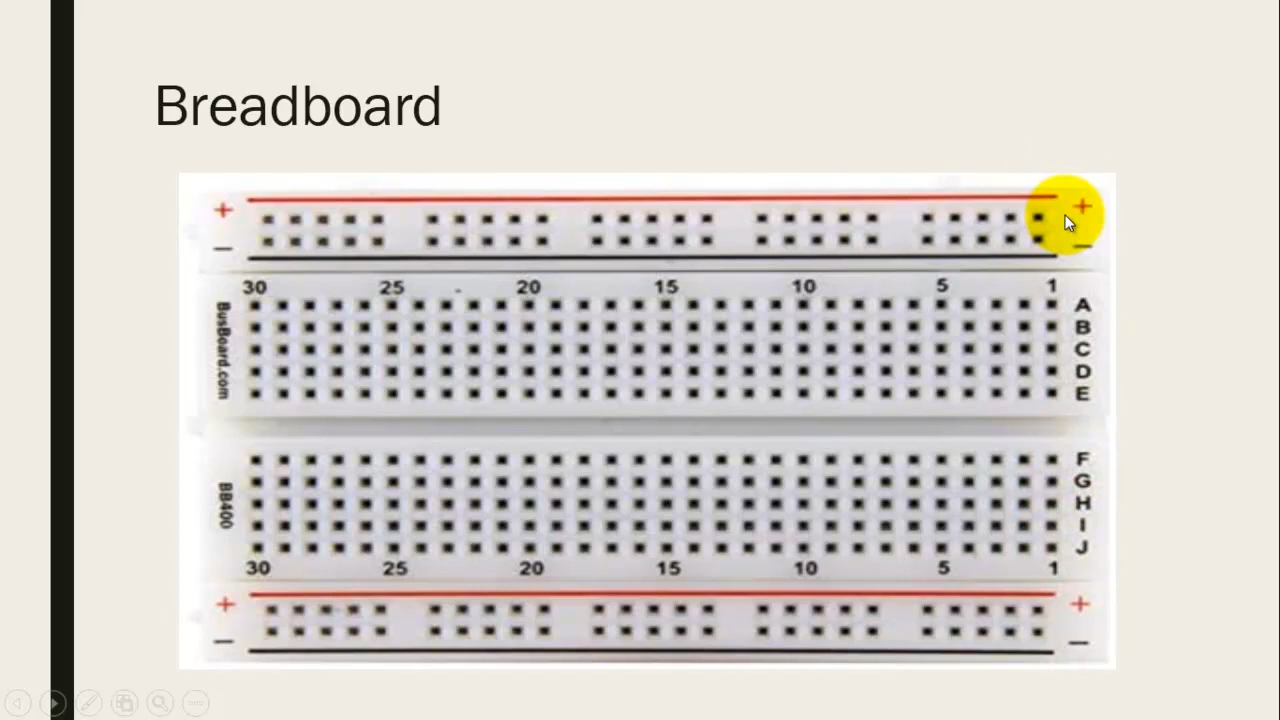 Breadboard
+ +
— —
30 25 20 15 10 5 1
A
B
C
D
E
BusBoard.com
F
G
H
I
J
BB400
30 25 20 15 10 5 1
+ +
— —